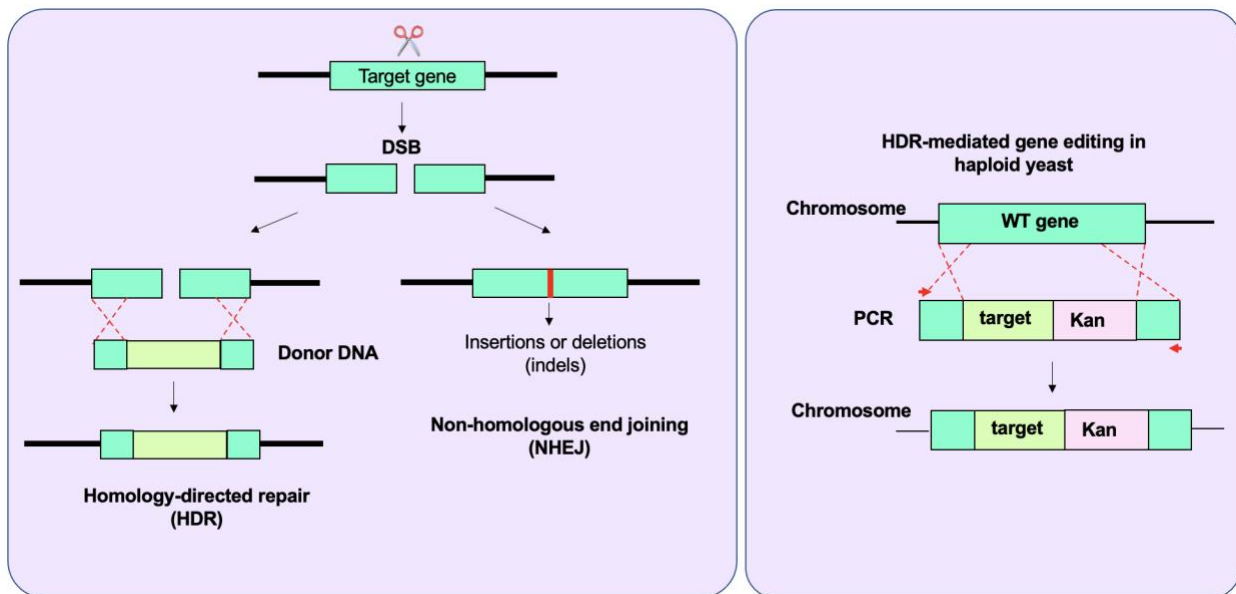 Target gene
DSB
Donor DNA
Homology-directed repair
(HDR)
Insertions or deletions
(indels)
Non-homologous end joining
(NHEJ)
HDR-mediated gene editing in
haploid yeast
Chromosome
WT gene
PCR
target
Kan
Chromosome
target
Kan